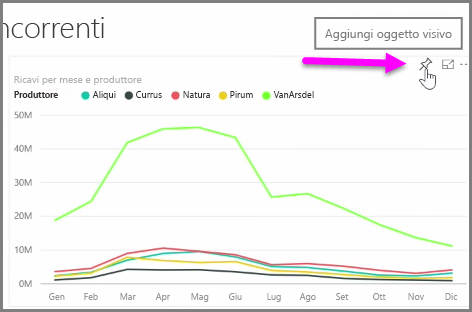 ncorrenti
Aggiungi oggetto visivo
Ricavi per mese e produttore
Produttore Aliqui Currus Natura Pirum VanArsdel
50M
40M
30M
20M
10M
0M
Gen Feb Mar Apr Mag Giu Lug Ago Set Ott Nov Dic